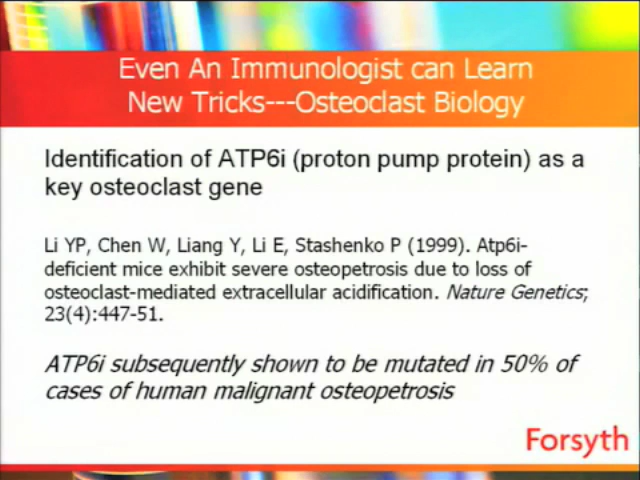 Even An Immunologist can Learn
New Tricks---Osteoclast Biology
Identification of ATP6i (proton pump protein) as a
key osteoclast gene
Li YP, Chen W, Liang Y, Li E, Stashenko P (1999). Atp6i-
deficient mice exhibit severe osteopetrosis due to loss of
osteoclast-mediated extracellular acidification. Nature Genetics;
23(4):447-51.
ATP6i subsequently shown to be mutated in 50% of
cases of human malignant osteopetrosis
Forsyth